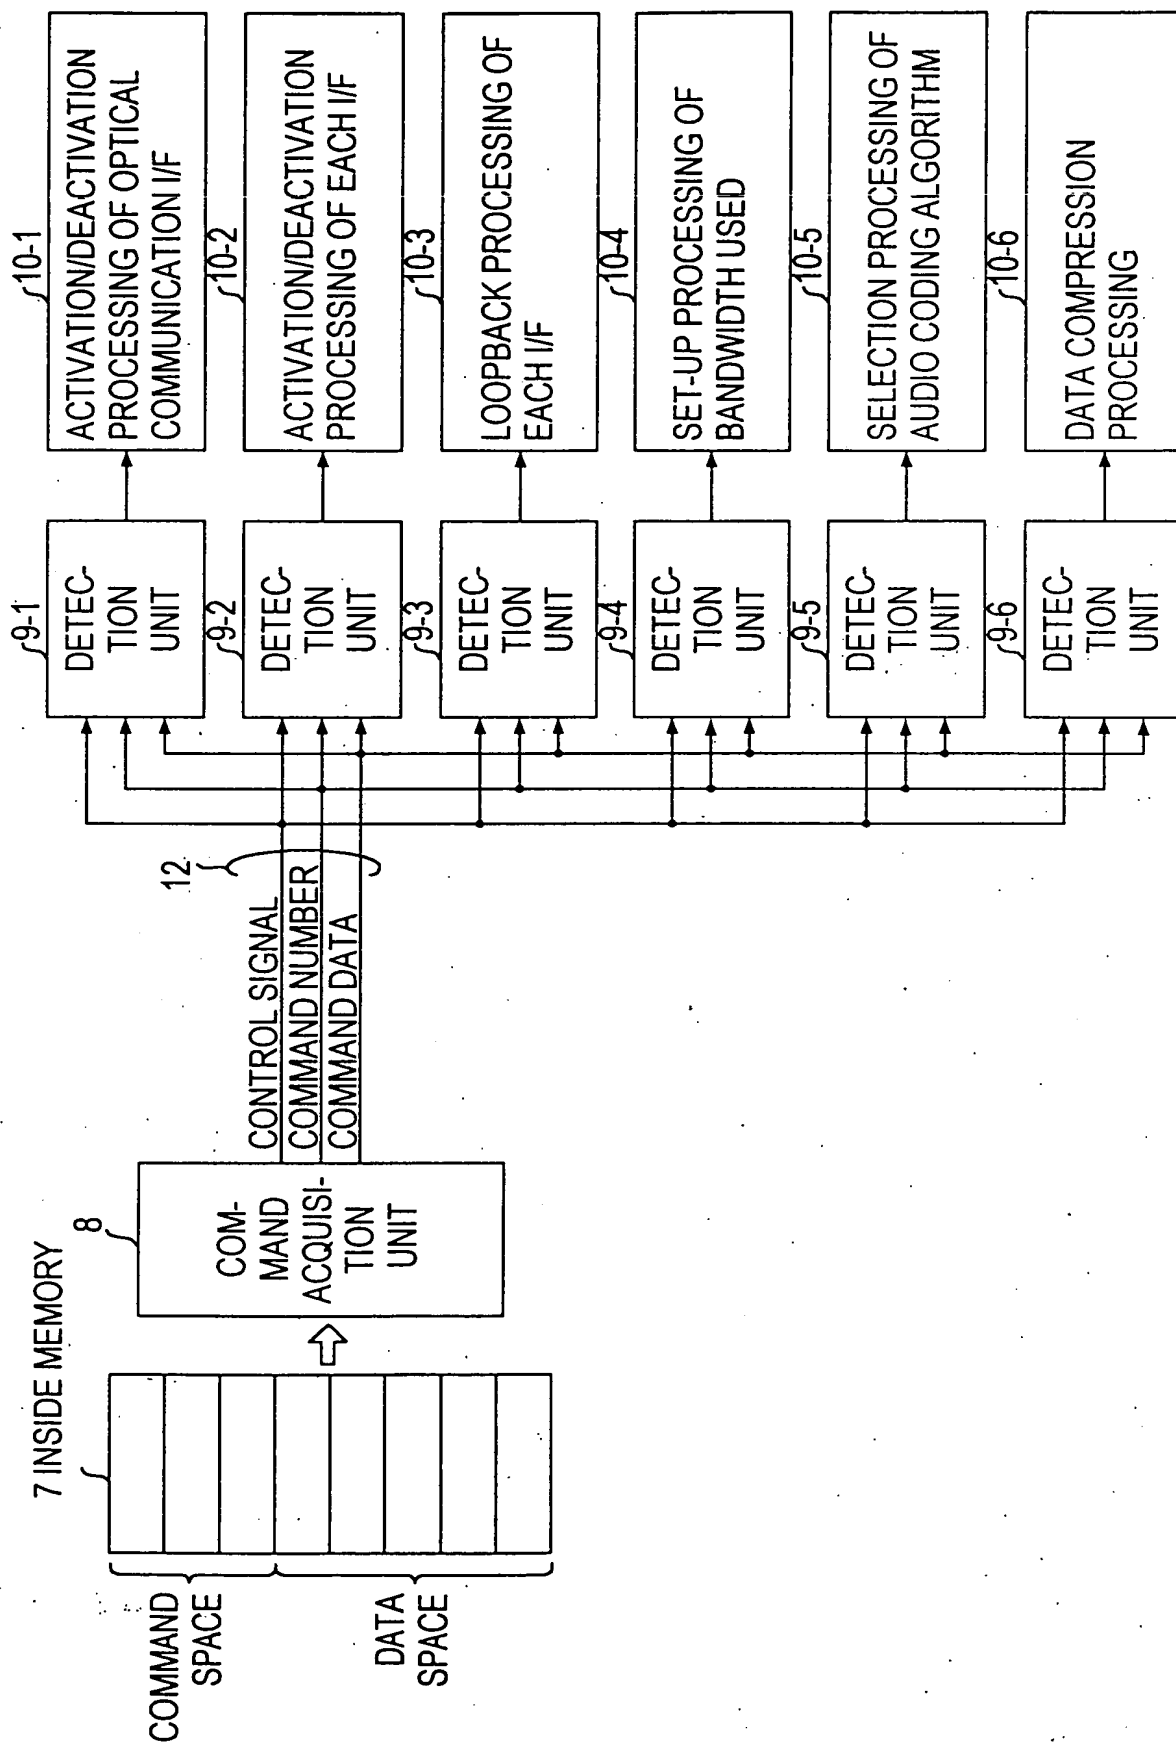 7 INSIDE MEMORY
COMMAND
SPACE
DATA
SPACE
8
COM-
MAND
ACQUISI-
TION
UNIT
CONTROL SIGNAL
COMMAND NUMBER
COMMAND DATA
12
9-1
DETEC-
TION
UNIT
10-1
ACTIVATION/DEACTIVATION
PROCESSING OF OPTICAL
COMMUNICATION I/F
9-2
DETEC-
TION
UNIT
10-2
ACTIVATION/DEACTIVATION
PROCESSING OF EACH I/F
9-3
DETEC-
TION
UNIT
10-3
LOOPBACK PROCESSING OF
EACH I/F
9-4
DETEC-
TION
UNIT
10-4
SET-UP PROCESSING OF
BANDWIDTH USED
9-5
DETEC-
TION
UNIT
10-5
SELECTION PROCESSING OF
AUDIO CODING ALGORITHM
9-6
DETEC-
TION
UNIT
10-6
DATA COMPRESSION
PROCESSING